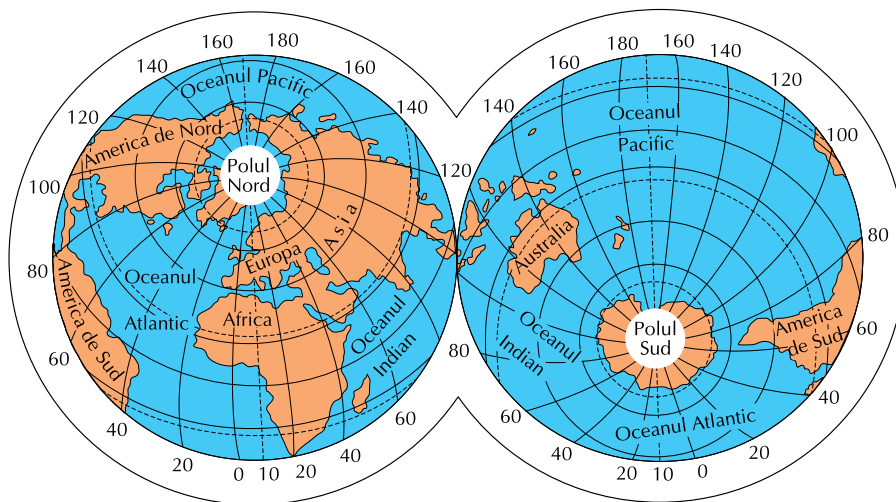 160
180
140
160
120
140
100
120
80
60
80
40
60
20
0
10
20
40
Oceanul Pacific
America de Nord
Polul
Nord
Asia
Europa
Oceanul
Atlantic
Africa
America de Sud
Oceanul
Indian
180
160
160
140
120
100
80
60
60
40
40
20
10
0
Oceanul
Pacific
Australia
Oceanul
Indian
Polul
Sud
America
de Sud
Oceanul Atlantic